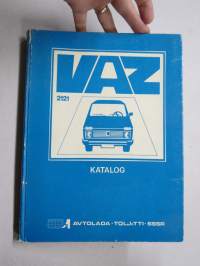 VAZ
2121
KATALOG
AVTOLADA - TOLJATTI - SSSR